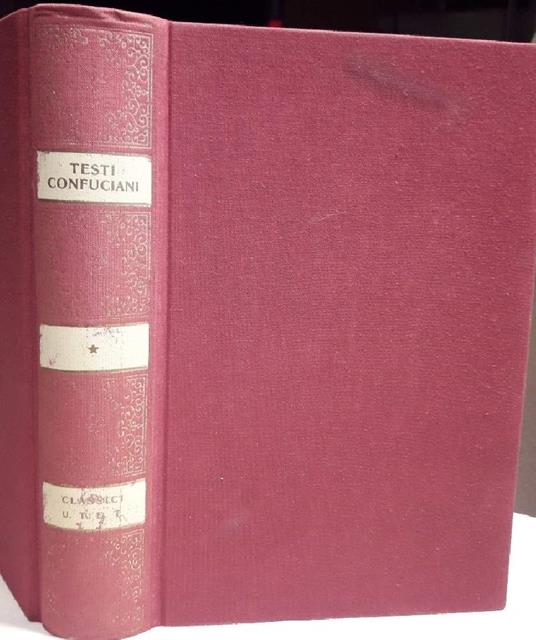 TESTI
CONFUCIANI
★
CLASSICI
U. T. E. T.